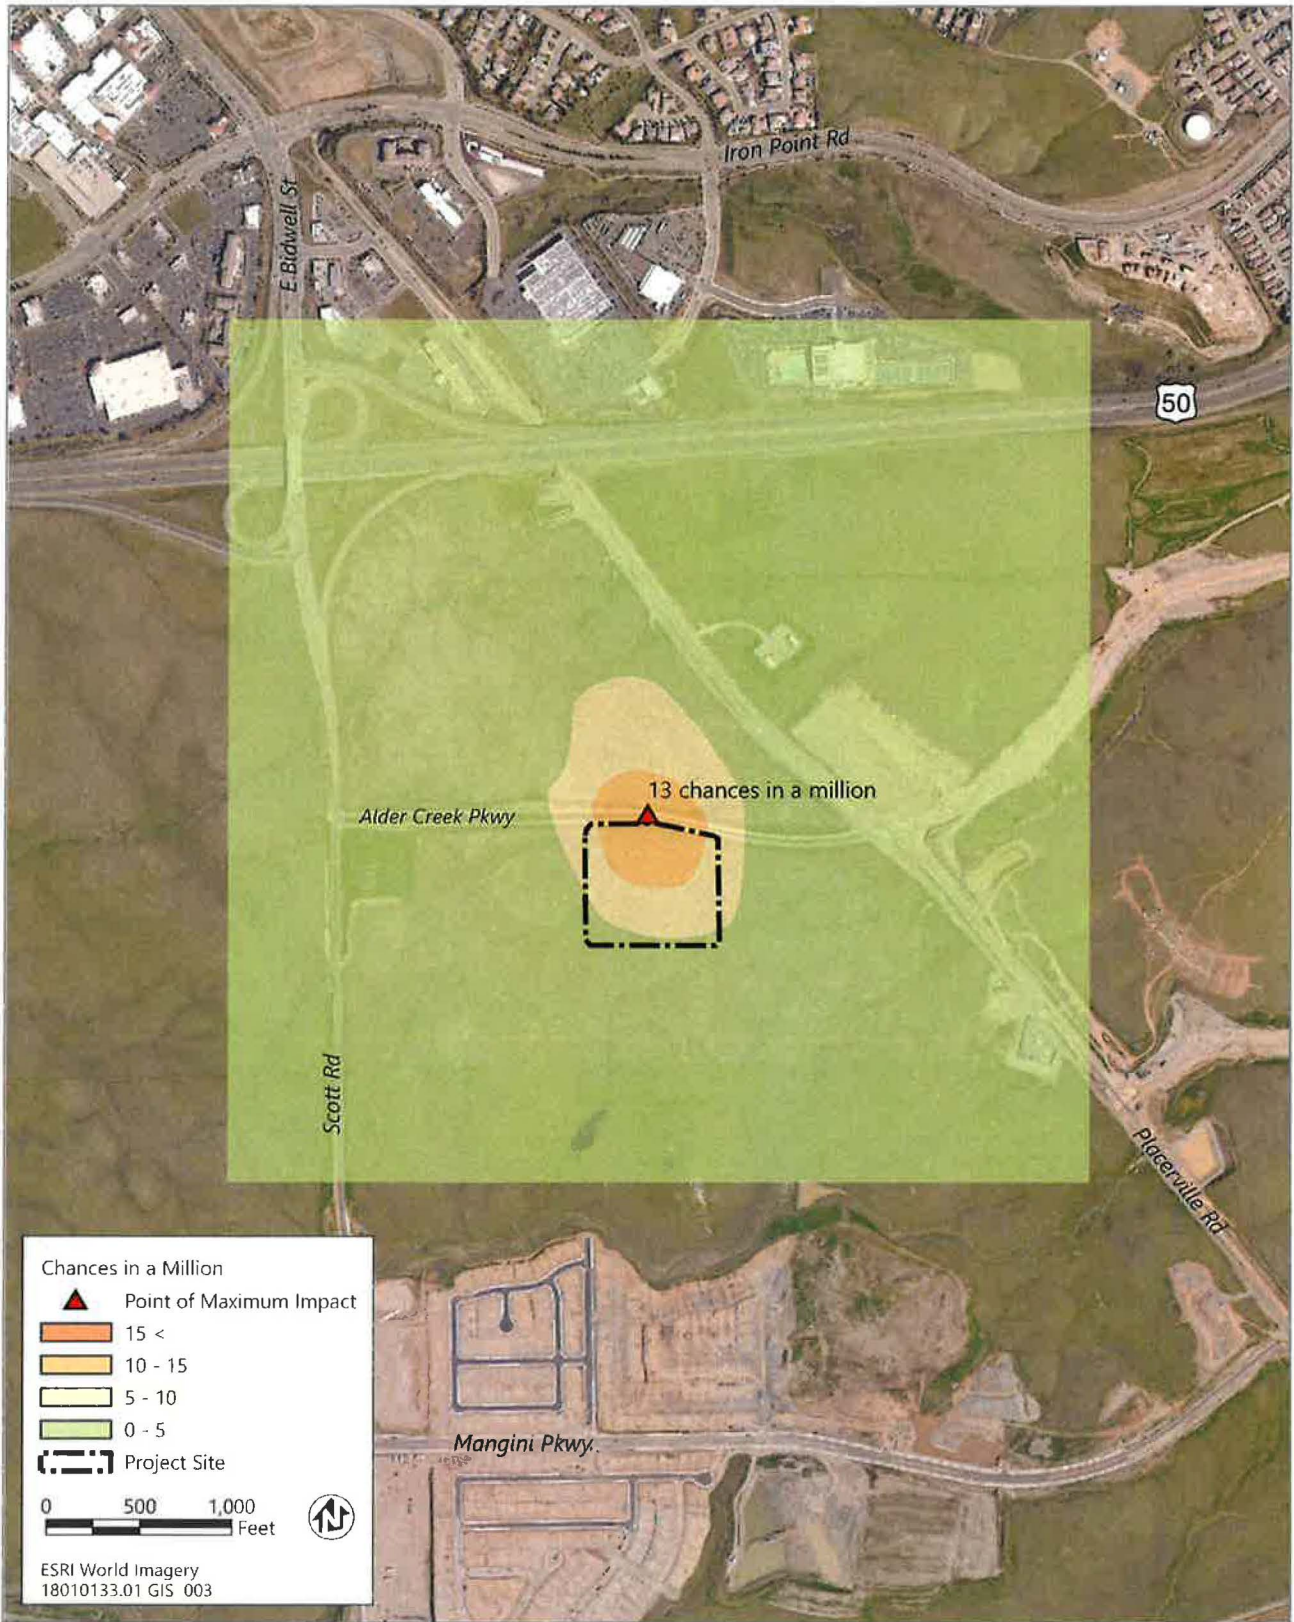 Iron Point Rd
E Bidwell St
50
13 chances in a million
Alder Creek Pkwy
Scott Rd
Placerville Rd
Mangini Pkwy.
Chances in a Million
Point of Maximum Impact
15 <
10 - 15
5 - 10
0 - 5
Project Site
0 500 1,000
Feet
N
ESRI World Imagery
18010133.01 GIS 003